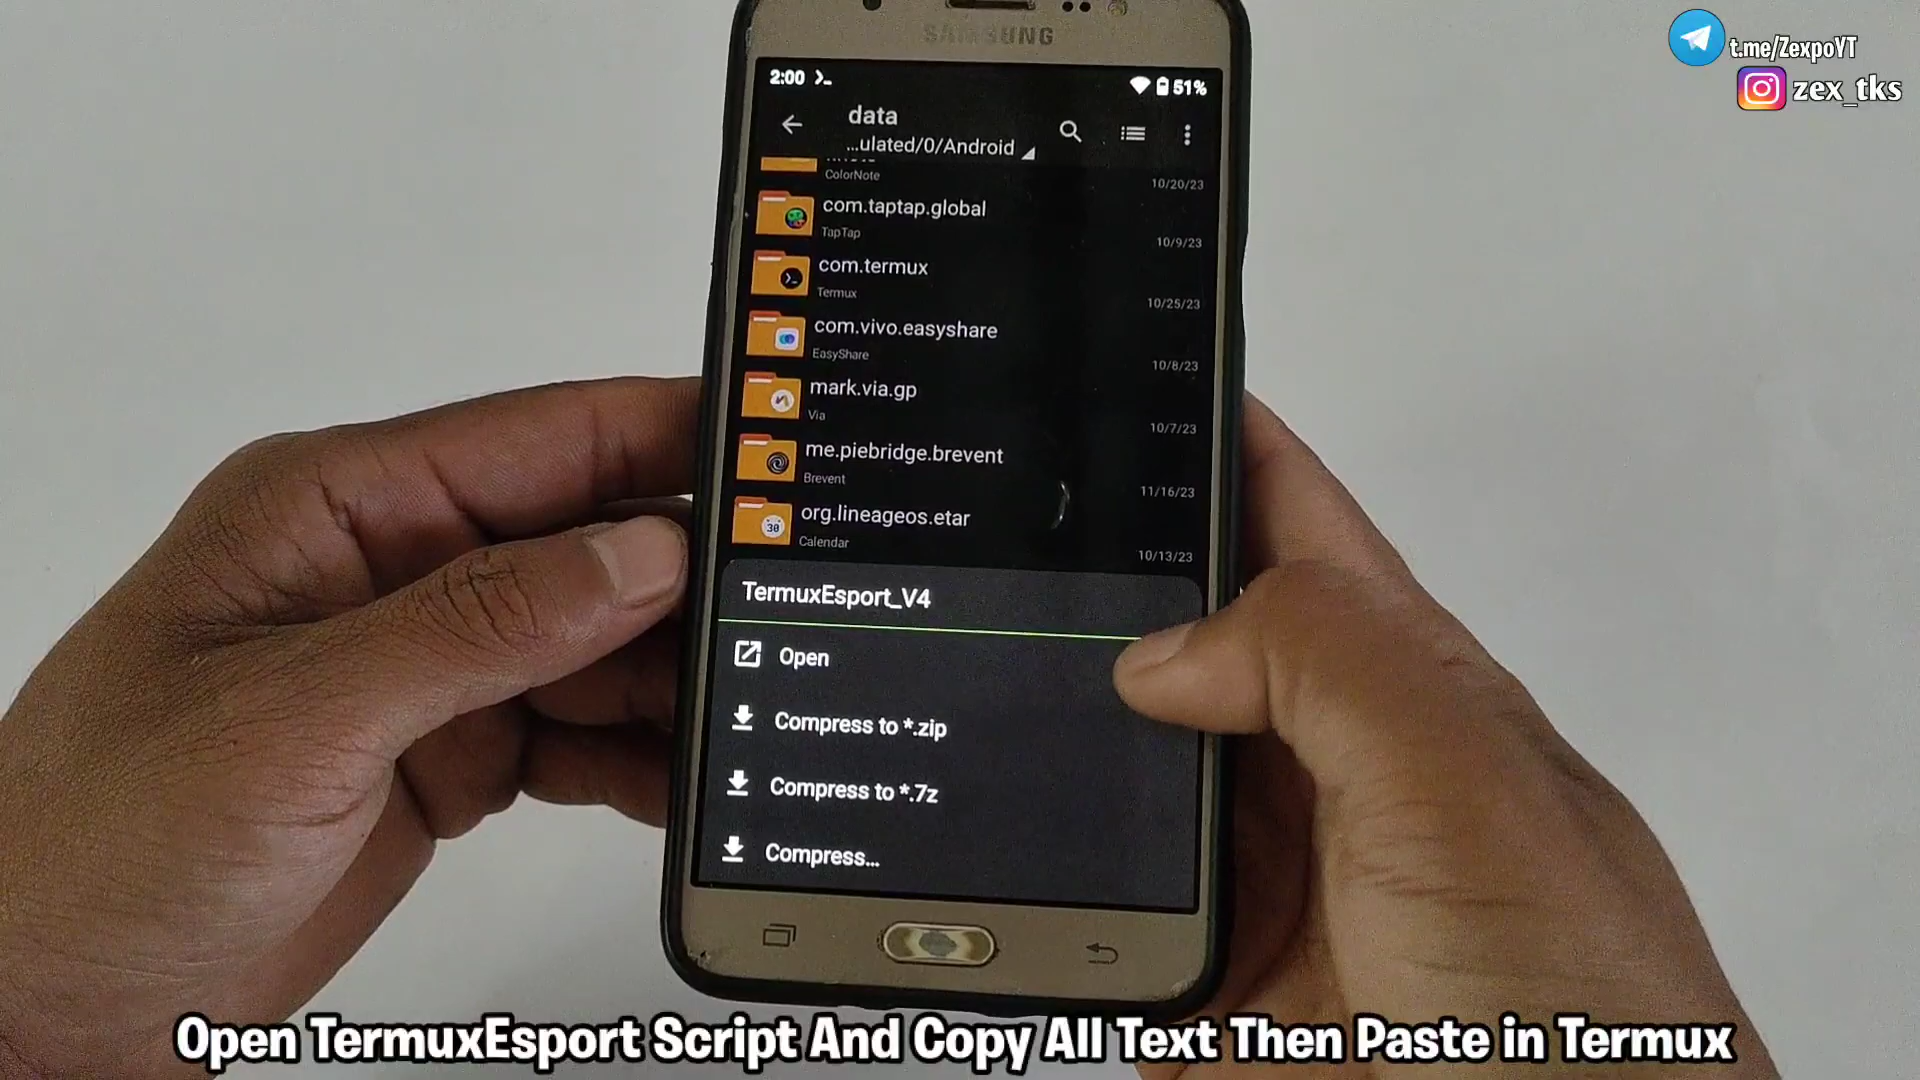 t.me/ZexpoYT
zex_tks
SAMSUNG
2:00
51%
data
...ulated/0/Android
ColorNote
10/20/23
com.taptap.global
TapTap
10/9/23
com.termux
Termux
10/25/23
com.vivo.easyshare
EasyShare
10/8/23
mark.via.gp
Via
10/7/23
me.piebridge.brevent
Brevent
11/16/23
org.lineageos.etar
30
Calendar
10/13/23
TermuxEsport_V4
Open
Compress to *.zip
Compress to *.7z
Compress...
Open TermuxEsport Script And Copy All Text Then Paste in Termux